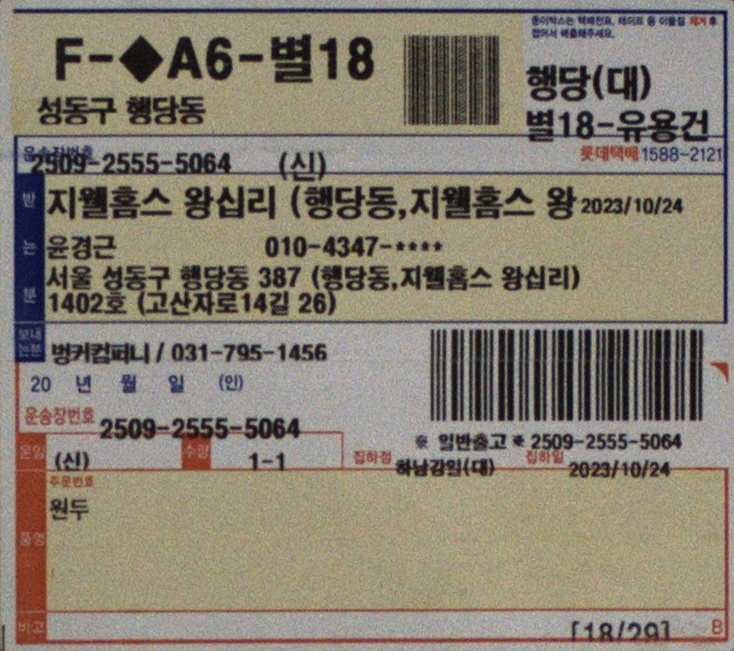 종이박스는 택배전표, 테이프 등 이물질 제거 후
접어서 배출해주세요.
F-◆A6-별18
성동구 행당동
행당(대)
별18-유용건
운송장번호
2509-2555-5064 (신)
롯데택배 1588-2121
받는분
지웰홈스 왕십리 (행당동,지웰홈스 왕 2023/10/24
윤경근 010-4347-****
서울 성동구 행당동 387 (행당동,지웰홈스 왕십리)
1402호 (고산자로14길 26)
보내는분
벙커컴퍼니 / 031-795-1456
20 년 월 일 (인)
운송장번호
2509-2555-5064
※ 일반출고 ※ 2509-2555-5064
운임 (신) 수량 1-1 집하점 하남감일(대) 집하일 2023/10/24
주문번호
원두
품명
비고
[18/29] B